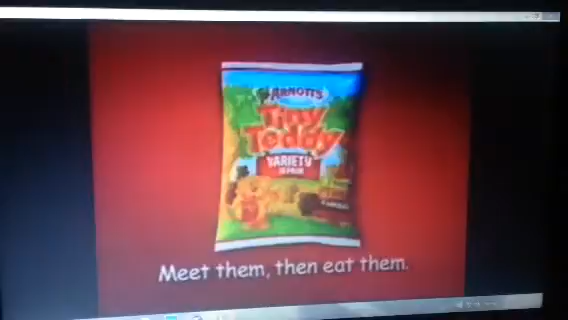 ARNOTT'S
Tiny
Teddy
VARIETY
Meet them, then eat them.